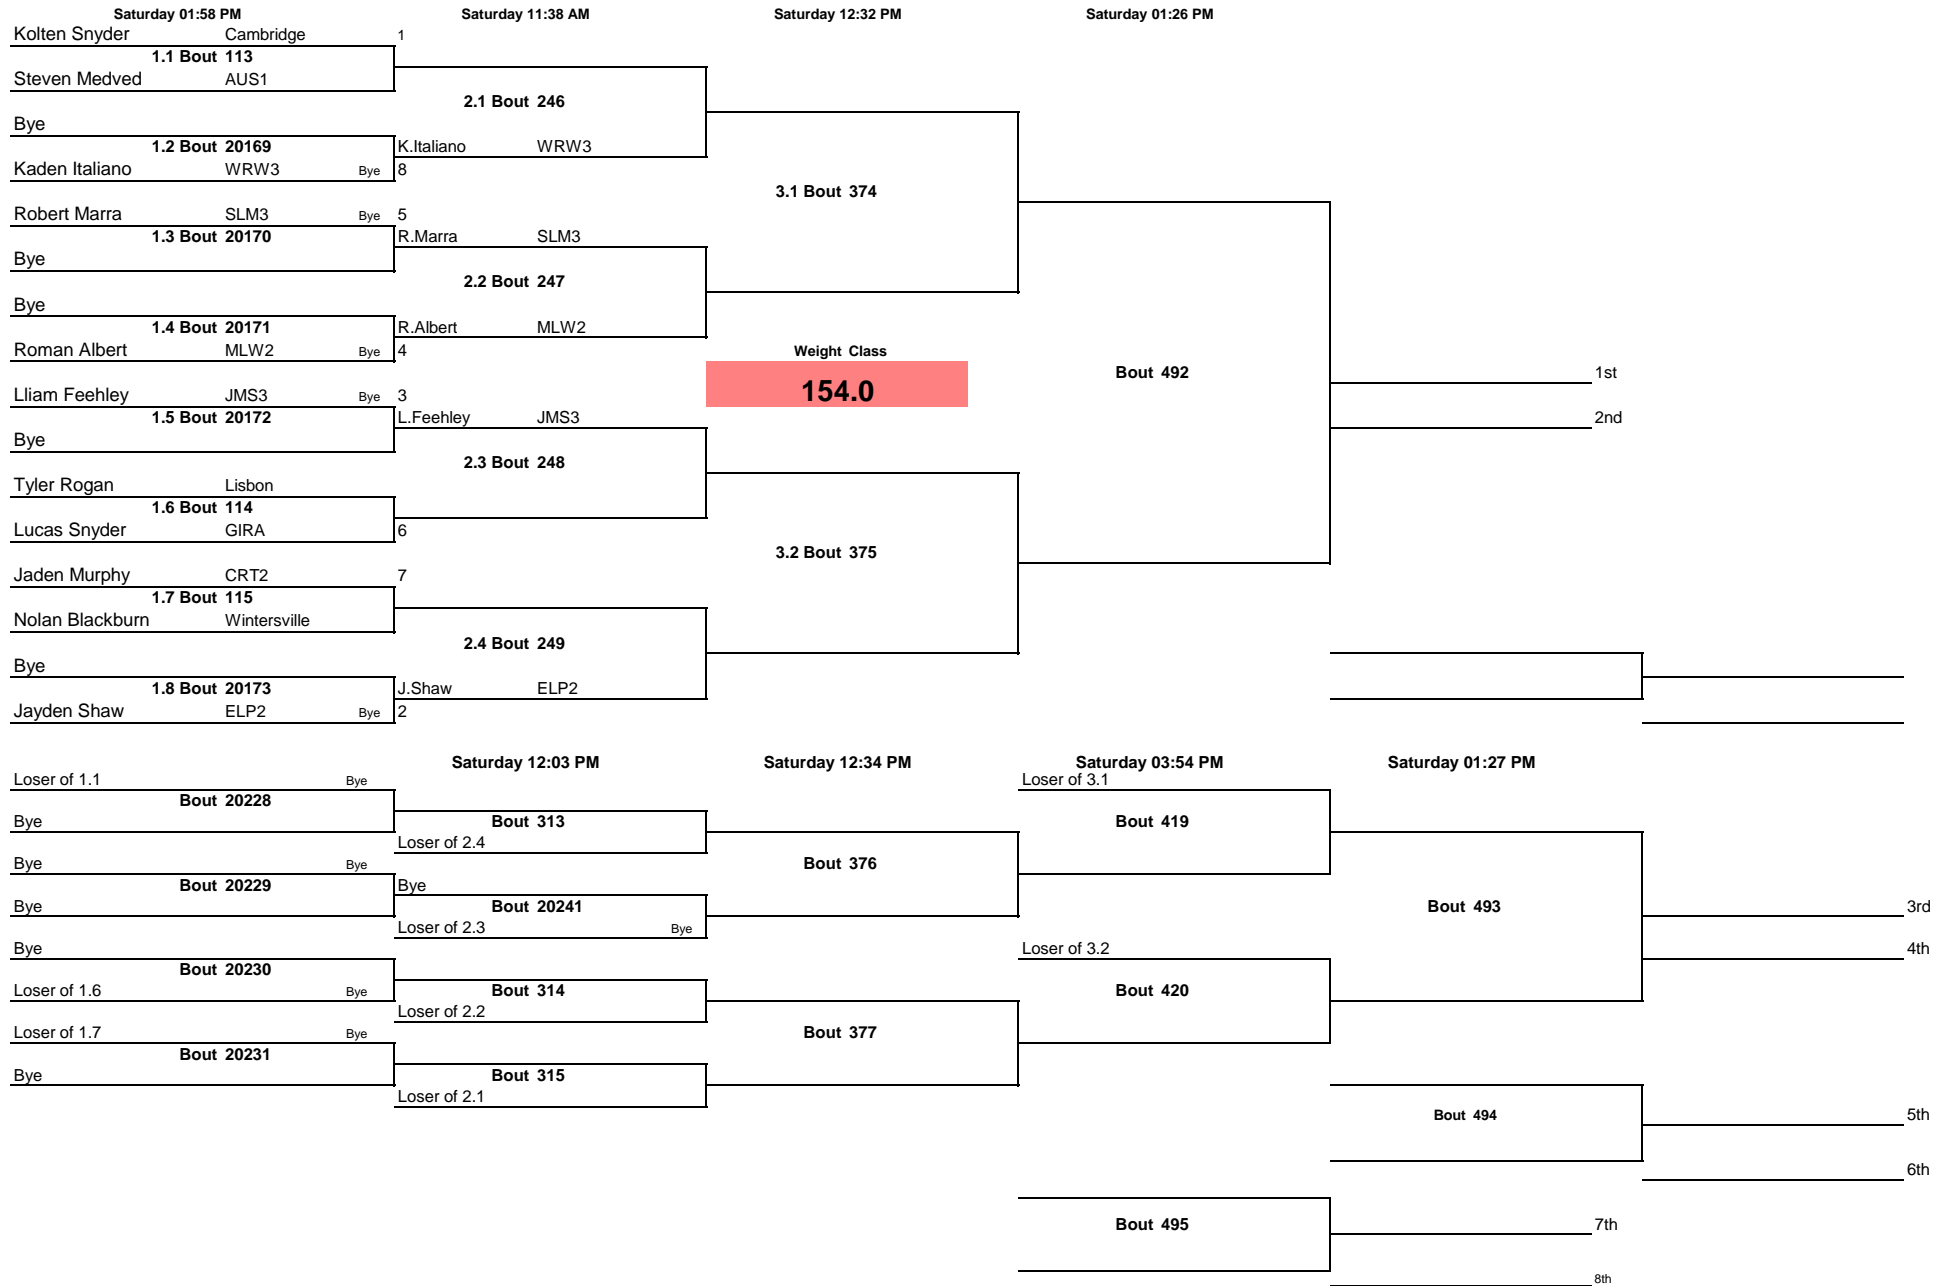 Saturday 01:58 PM Saturday 11:38 AM Saturday 12:32 PM Saturday 01:26 PM
Kolten Snyder Cambridge 1
1.1 Bout 113
Steven Medved AUS1
2.1 Bout 246
Bye
1.2 Bout 20169 K.Italiano WRW3
Kaden Italiano WRW3 Bye 8
3.1 Bout 374
Robert Marra SLM3 Bye 5
1.3 Bout 20170 R.Marra SLM3
Bye
2.2 Bout 247
Bye
1.4 Bout 20171 R.Albert MLW2
Roman Albert MLW2 Bye 4 Weight Class
Bout 492 1st
154.0
Lliam Feehley JMS3 Bye 3
1.5 Bout 20172 L.Feehley JMS3 2nd
Bye
2.3 Bout 248
Tyler Rogan Lisbon
1.6 Bout 114
Lucas Snyder GIRA 6
3.2 Bout 375
Jaden Murphy CRT2 7
1.7 Bout 115
Nolan Blackburn Wintersville
2.4 Bout 249
Bye
1.8 Bout 20173 J.Shaw ELP2
Jayden Shaw ELP2 Bye 2
Saturday 12:03 PM Saturday 12:34 PM Saturday 03:54 PM Saturday 01:27 PM
Loser of 1.1 Bye Loser of 3.1
Bout 20228
Bye Bout 313 Bout 419
Loser of 2.4
Bye Bye Bout 376
Bout 20229 Bye
Bye Bout 20241 Bout 493 3rd
Loser of 2.3 Bye
Bye Loser of 3.2 4th
Bout 20230
Loser of 1.6 Bye Bout 314 Bout 420
Loser of 2.2
Loser of 1.7 Bye Bout 377
Bout 20231
Bye Bout 315
Loser of 2.1
Bout 494 5th
6th
Bout 495 7th
8th